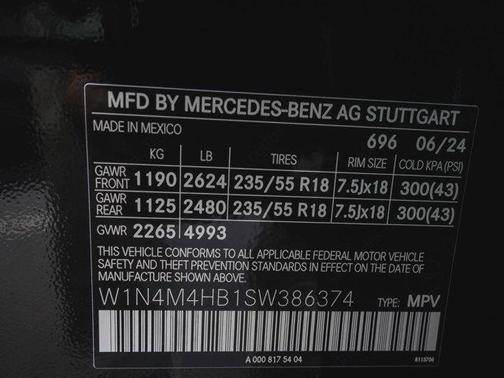 MFD BY MERCEDES-BENZ AG STUTTGART
MADE IN MEXICO 696 06/24
KG LB TIRES RIM SIZE COLD KPA (PSI)
GAWR FRONT 1190 2624 235/55 R18 7.5Jx18 300(43)
GAWR REAR 1125 2480 235/55 R18 7.5Jx18 300(43)
GVWR 2265 4993
THIS VEHICLE CONFORMS TO ALL APPLICABLE FEDERAL MOTOR VEHICLE
SAFETY AND THEFT PREVENTION STANDARDS IN EFFECT ON THE DATE
OF MANUFACTURE SHOWN ABOVE.
W1N4M4HB1SW386374 TYPE: MPV
A 000 817 54 04